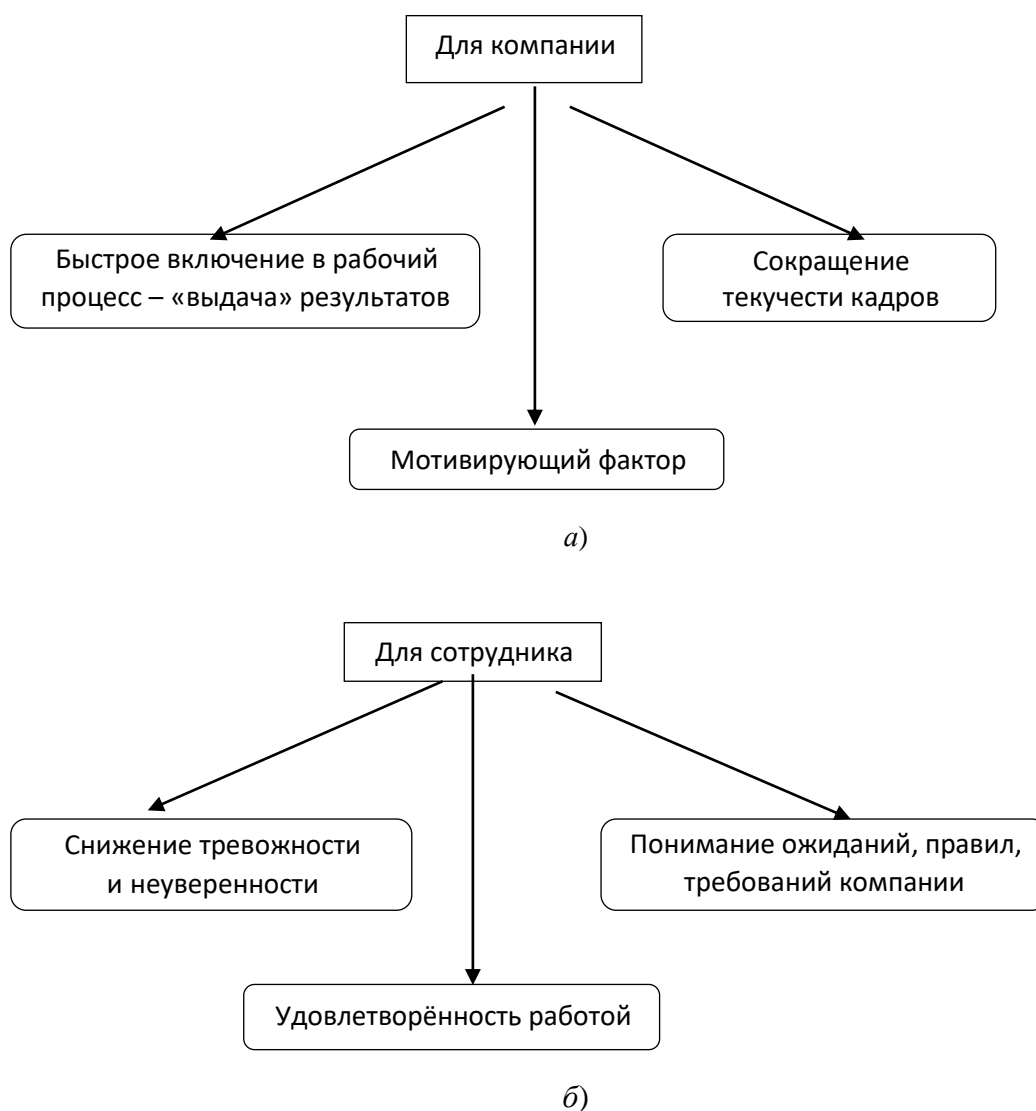 Для компании
Быстрое включение в рабочий
процесс – «выдача» результатов
Сокращение
текучести кадров
Мотивирующий фактор
а)
Для сотрудника
Снижение тревожности
и неуверенности
Понимание ожиданий, правил,
требований компании
Удовлетворённость работой
б)